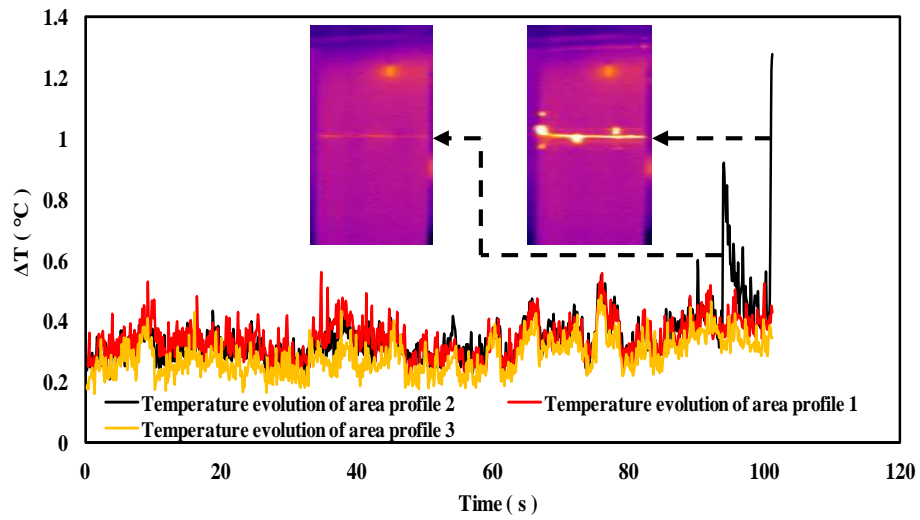 1.4
1.2
1
0.8
0.6
0.4
0.2
0
ΔT ( °C )
Temperature evolution of area profile 2
Temperature evolution of area profile 1
Temperature evolution of area profile 3
0 20 40 60 80 100 120
Time ( s )